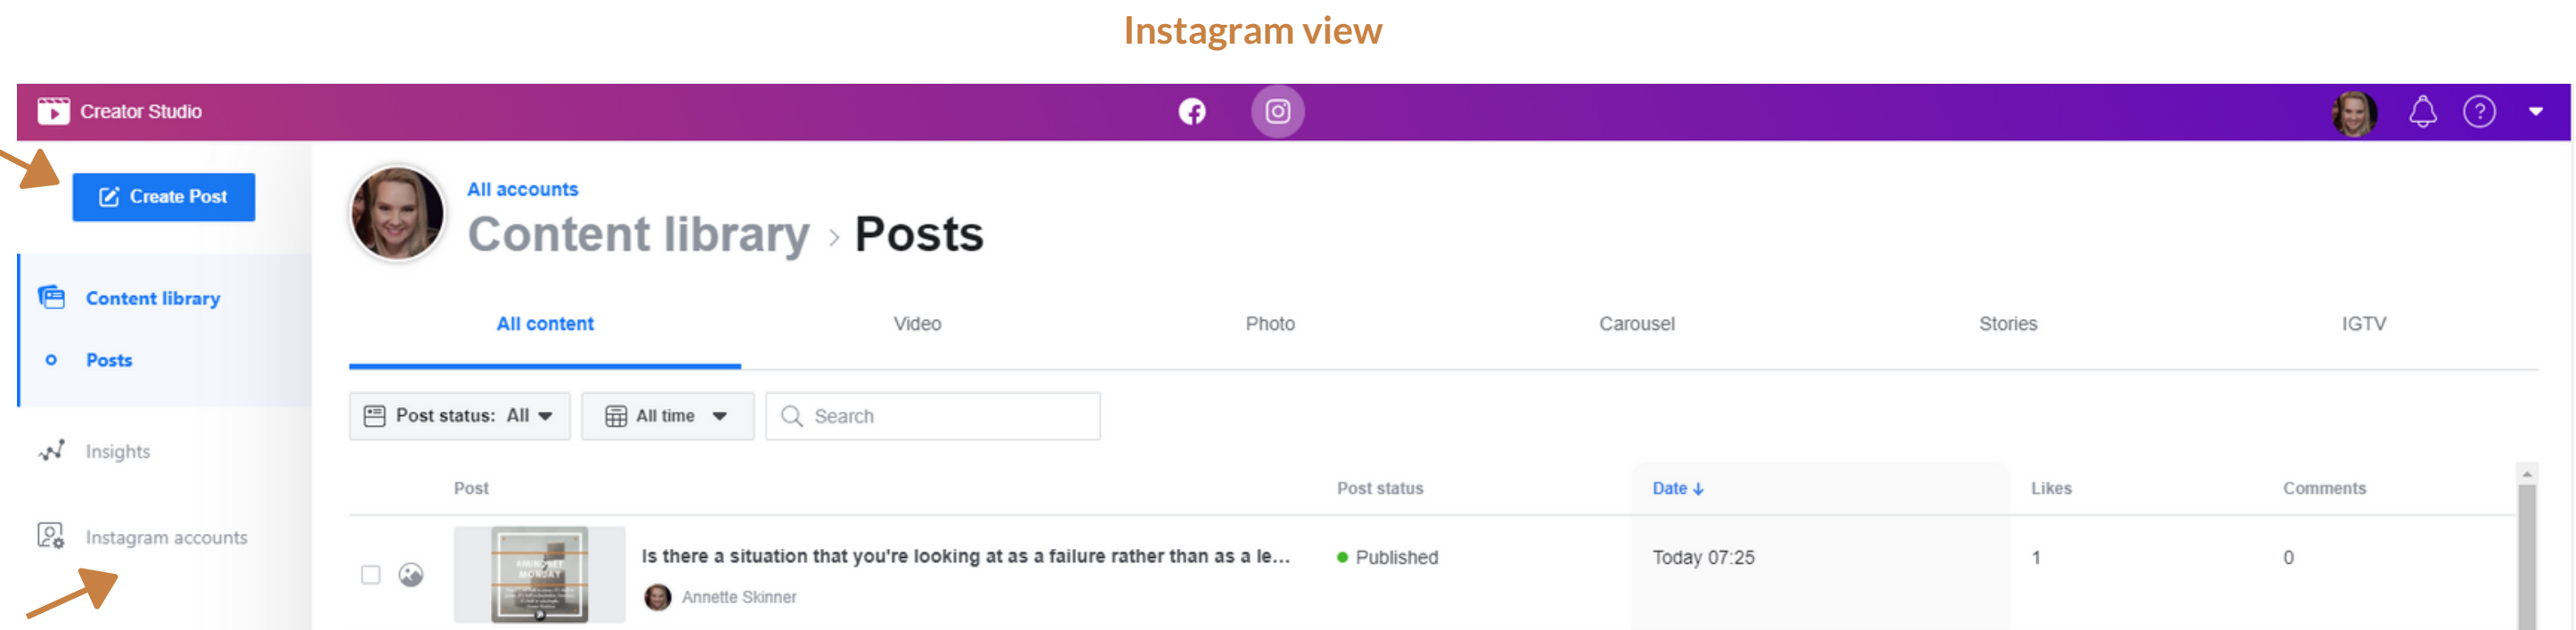 Instagram view
Creator Studio
Create Post
All accounts
Content library > Posts
Content library
Posts
Insights
Instagram accounts
All content Video Photo Carousel Stories IGTV
Post status: All All time Search
Post Post status Date ↓ Likes Comments
Is there a situation that you're looking at as a failure rather than as a le... Published Today 07:25 1 0
Annette Skinner
MONDAY